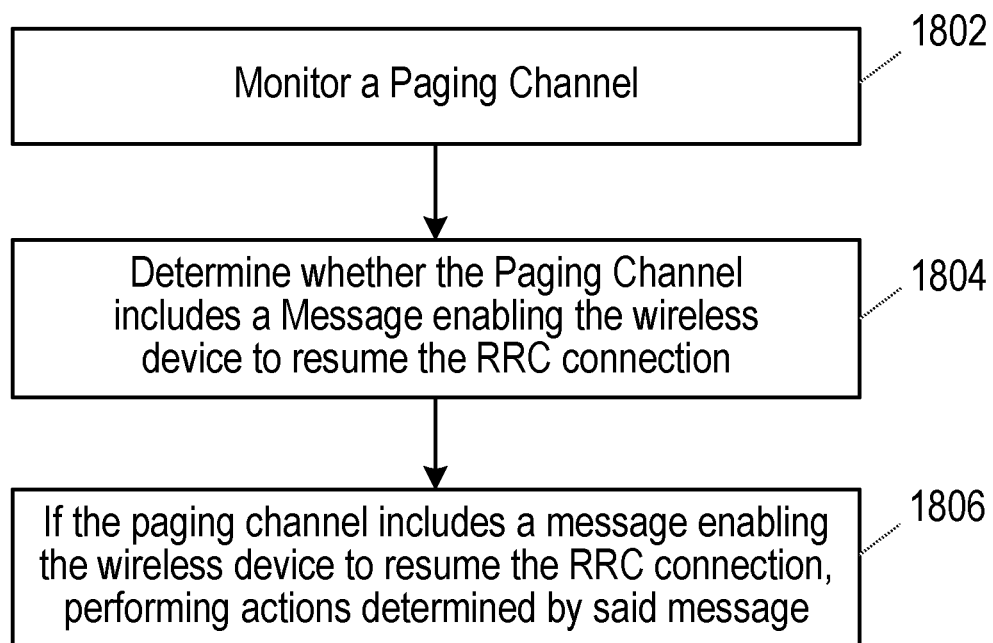 1802
Monitor a Paging Channel
1804
Determine whether the Paging Channel
includes a Message enabling the wireless
device to resume the RRC connection
1806
If the paging channel includes a message enabling
the wireless device to resume the RRC connection,
performing actions determined by said message